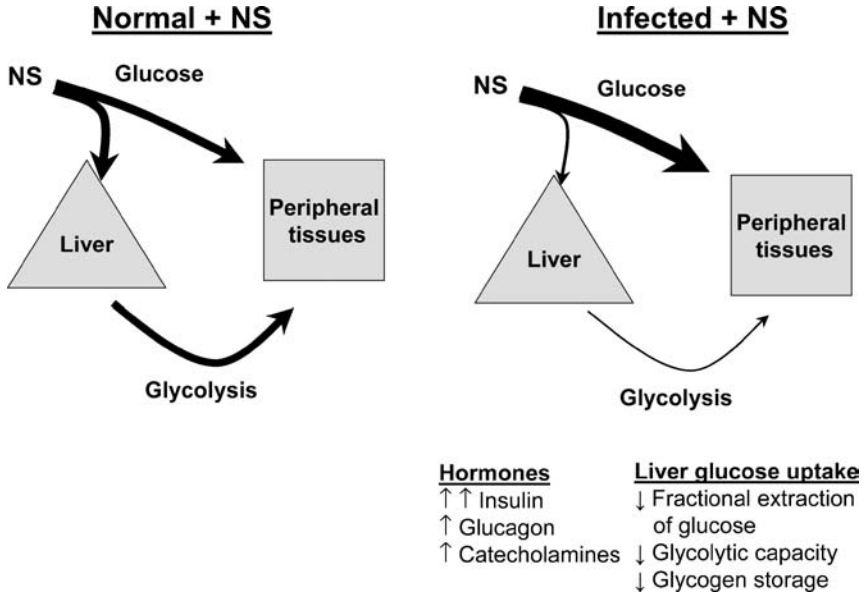 Normal + NS
NS
Glucose
Liver
Peripheral
tissues
Glycolysis
Infected + NS
NS
Glucose
Liver
Peripheral
tissues
Glycolysis
Hormones
↑ ↑ Insulin
↑ Glucagon
↑ Catecholamines
Liver glucose uptake
↓ Fractional extraction
of glucose
↓ Glycolytic capacity
↓ Glycogen storage